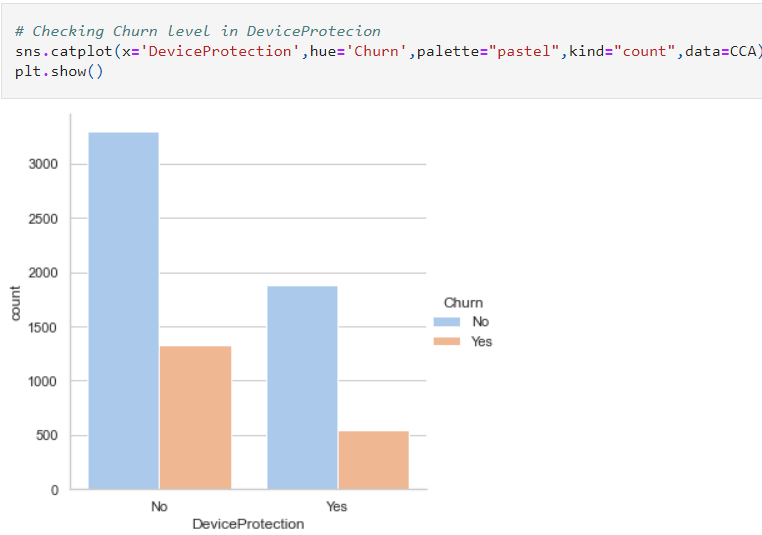 # Checking Churn level in DeviceProtecion
sns.catplot(x='DeviceProtection',hue='Churn',palette="pastel",kind="count",data=CCA)
plt.show()
3000
2500
2000
1500
1000
500
0
count
No
Yes
DeviceProtection
Churn
No
Yes